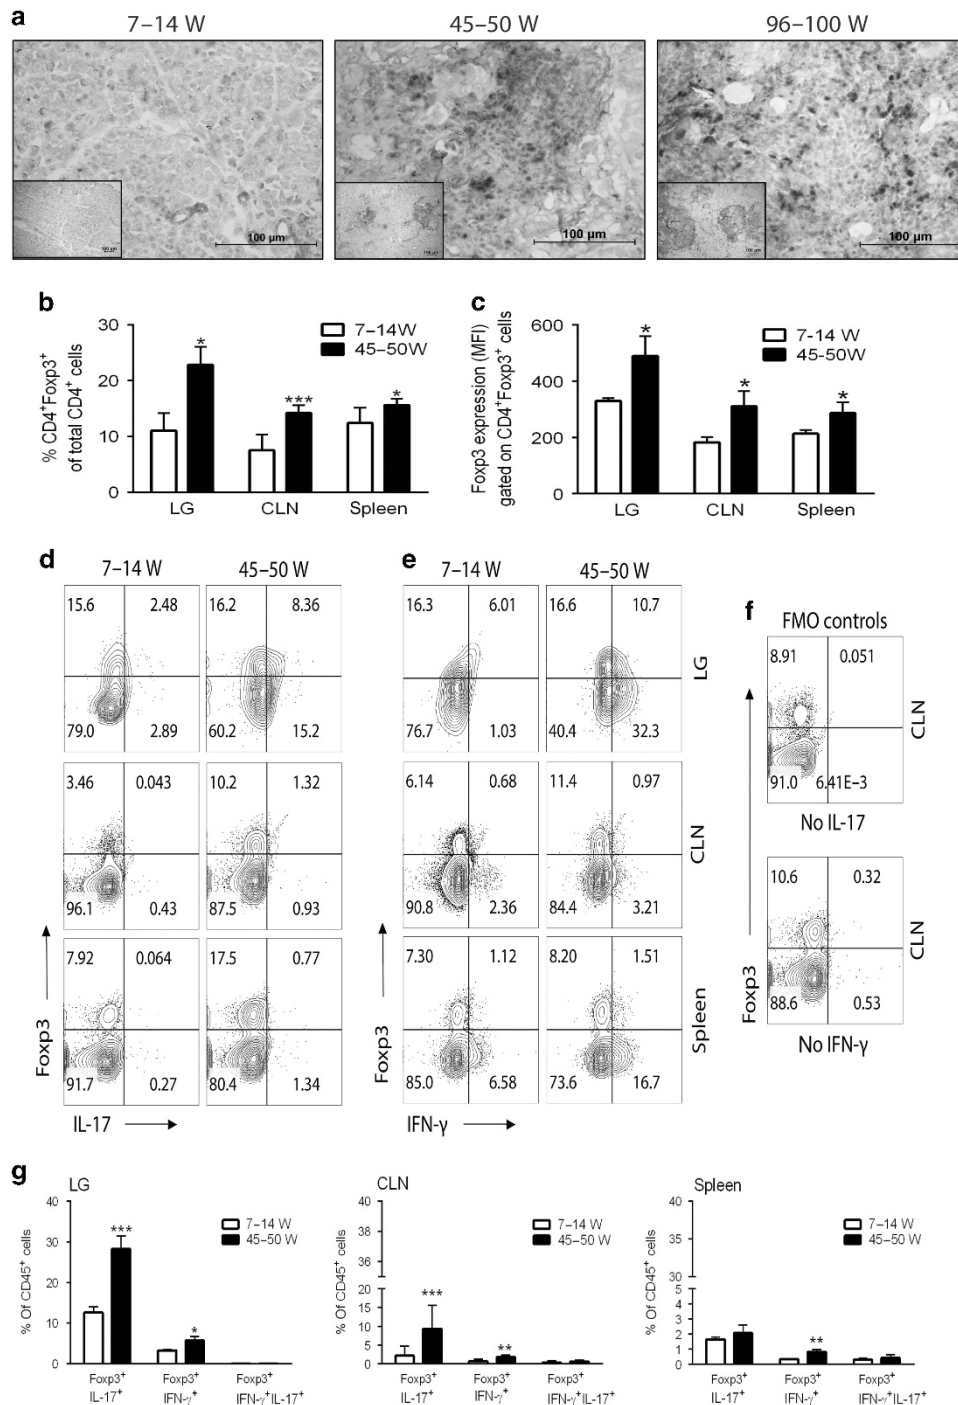 a
7–14 W 45–50 W 96–100 W
100 µm 100 µm 100 µm
b
% CD4⁺Foxp3⁺
of total CD4⁺ cells
30
20
10
0
7–14W
45–50W
* *** *
LG CLN Spleen
c
Foxp3 expression (MFI)
gated on CD4⁺Foxp3⁺ cells
600
400
200
0
7-14 W
45-50W
* * *
LG CLN Spleen
d
7–14 W 45–50 W
15.6 2.48 16.2 8.36
79.0 2.89 60.2 15.2
3.46 0.043 10.2 1.32
96.1 0.43 87.5 0.93
7.92 0.064 17.5 0.77
91.7 0.27 80.4 1.34
Foxp3
IL-17
e
7–14 W 45–50 W
16.3 6.01 16.6 10.7
76.7 1.03 40.4 32.3
LG
6.14 0.68 11.4 0.97
90.8 2.36 84.4 3.21
CLN
7.30 1.12 8.20 1.51
85.0 6.58 73.6 16.7
Spleen
Foxp3
IFN-γ
f
FMO controls
8.91 0.051
91.0 6.41E–3
CLN
No IL-17
10.6 0.32
88.6 0.53
CLN
Foxp3
No IFN-γ
g
LG
% Of CD45⁺ cells
40
30
20
10
0
7–14 W
45–50 W
*** *
Foxp3⁺ Foxp3⁺ Foxp3⁺
IL-17⁺ IFN-γ⁺ IFN-γ⁺IL-17⁺
CLN
% Of CD45⁺ cells
40
38
36
20
15
10
5
0
7–14 W
45–50 W
*** **
Foxp3⁺ Foxp3⁺ Foxp3⁺
IL-17⁺ IFN-γ⁺ IFN-γ⁺IL-17⁺
Spleen
% Of CD45⁺ cells
40
35
30
5
4
3
2
1
0
7–14 W
45–50 W
**
Foxp3⁺ Foxp3⁺ Foxp3⁺
IL-17⁺ IFN-γ⁺ IFN-γ⁺IL-17⁺